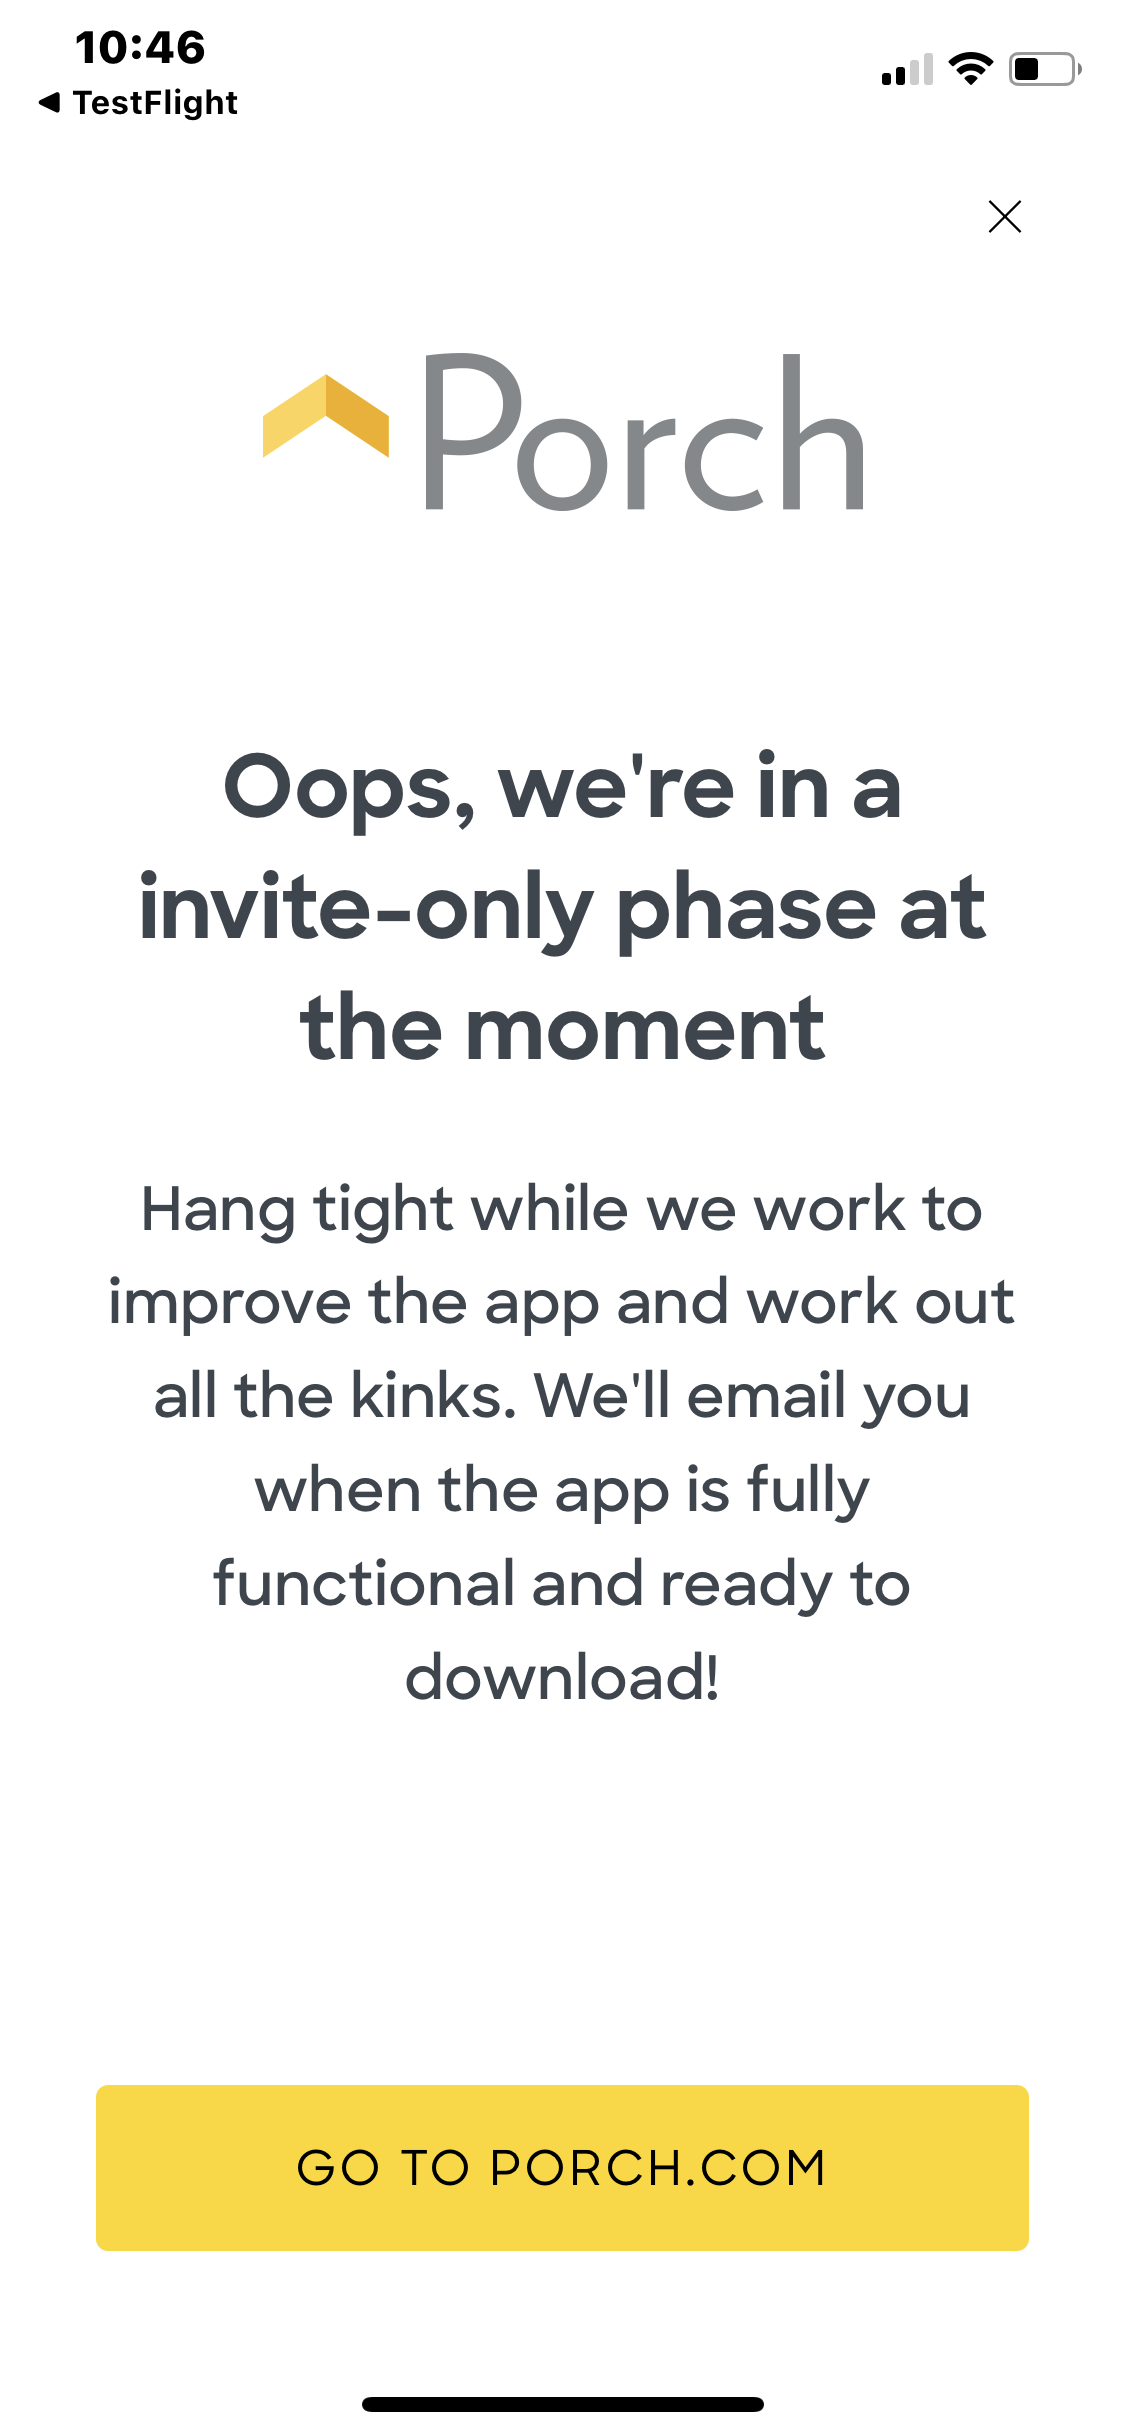 10:46
◀ TestFlight
Porch
Oops, we're in a
invite-only phase at
the moment
Hang tight while we work to
improve the app and work out
all the kinks. We'll email you
when the app is fully
functional and ready to
download!
GO TO PORCH.COM